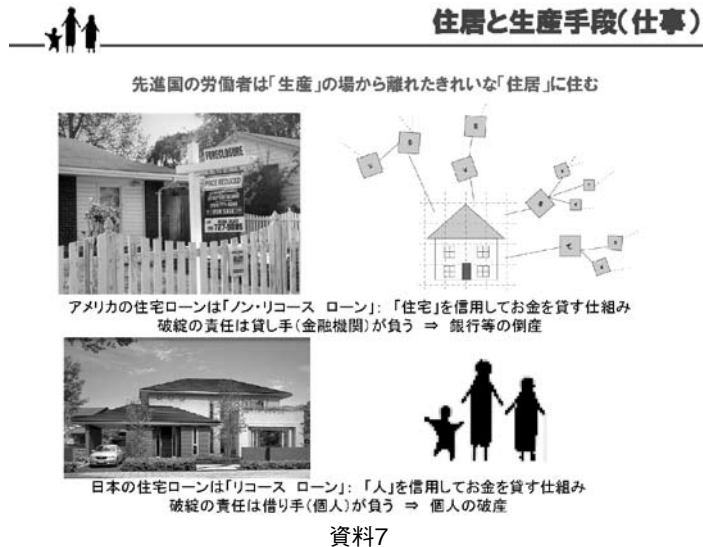 住居と生産手段(仕事)
先進国の労働者は「生産」の場から離れたきれいな「住居」に住む
FORECLOSURE
PRICE REDUCED
FOR SALE
727-9885
アメリカの住宅ローンは「ノン・リコース ローン」: 「住宅」を信用してお金を貸す仕組み
破綻の責任は貸し手(金融機関)が負う ⇒ 銀行等の倒産
日本の住宅ローンは「リコース ローン」: 「人」を信用してお金を貸す仕組み
破綻の責任は借り手(個人)が負う ⇒ 個人の破産
資料7